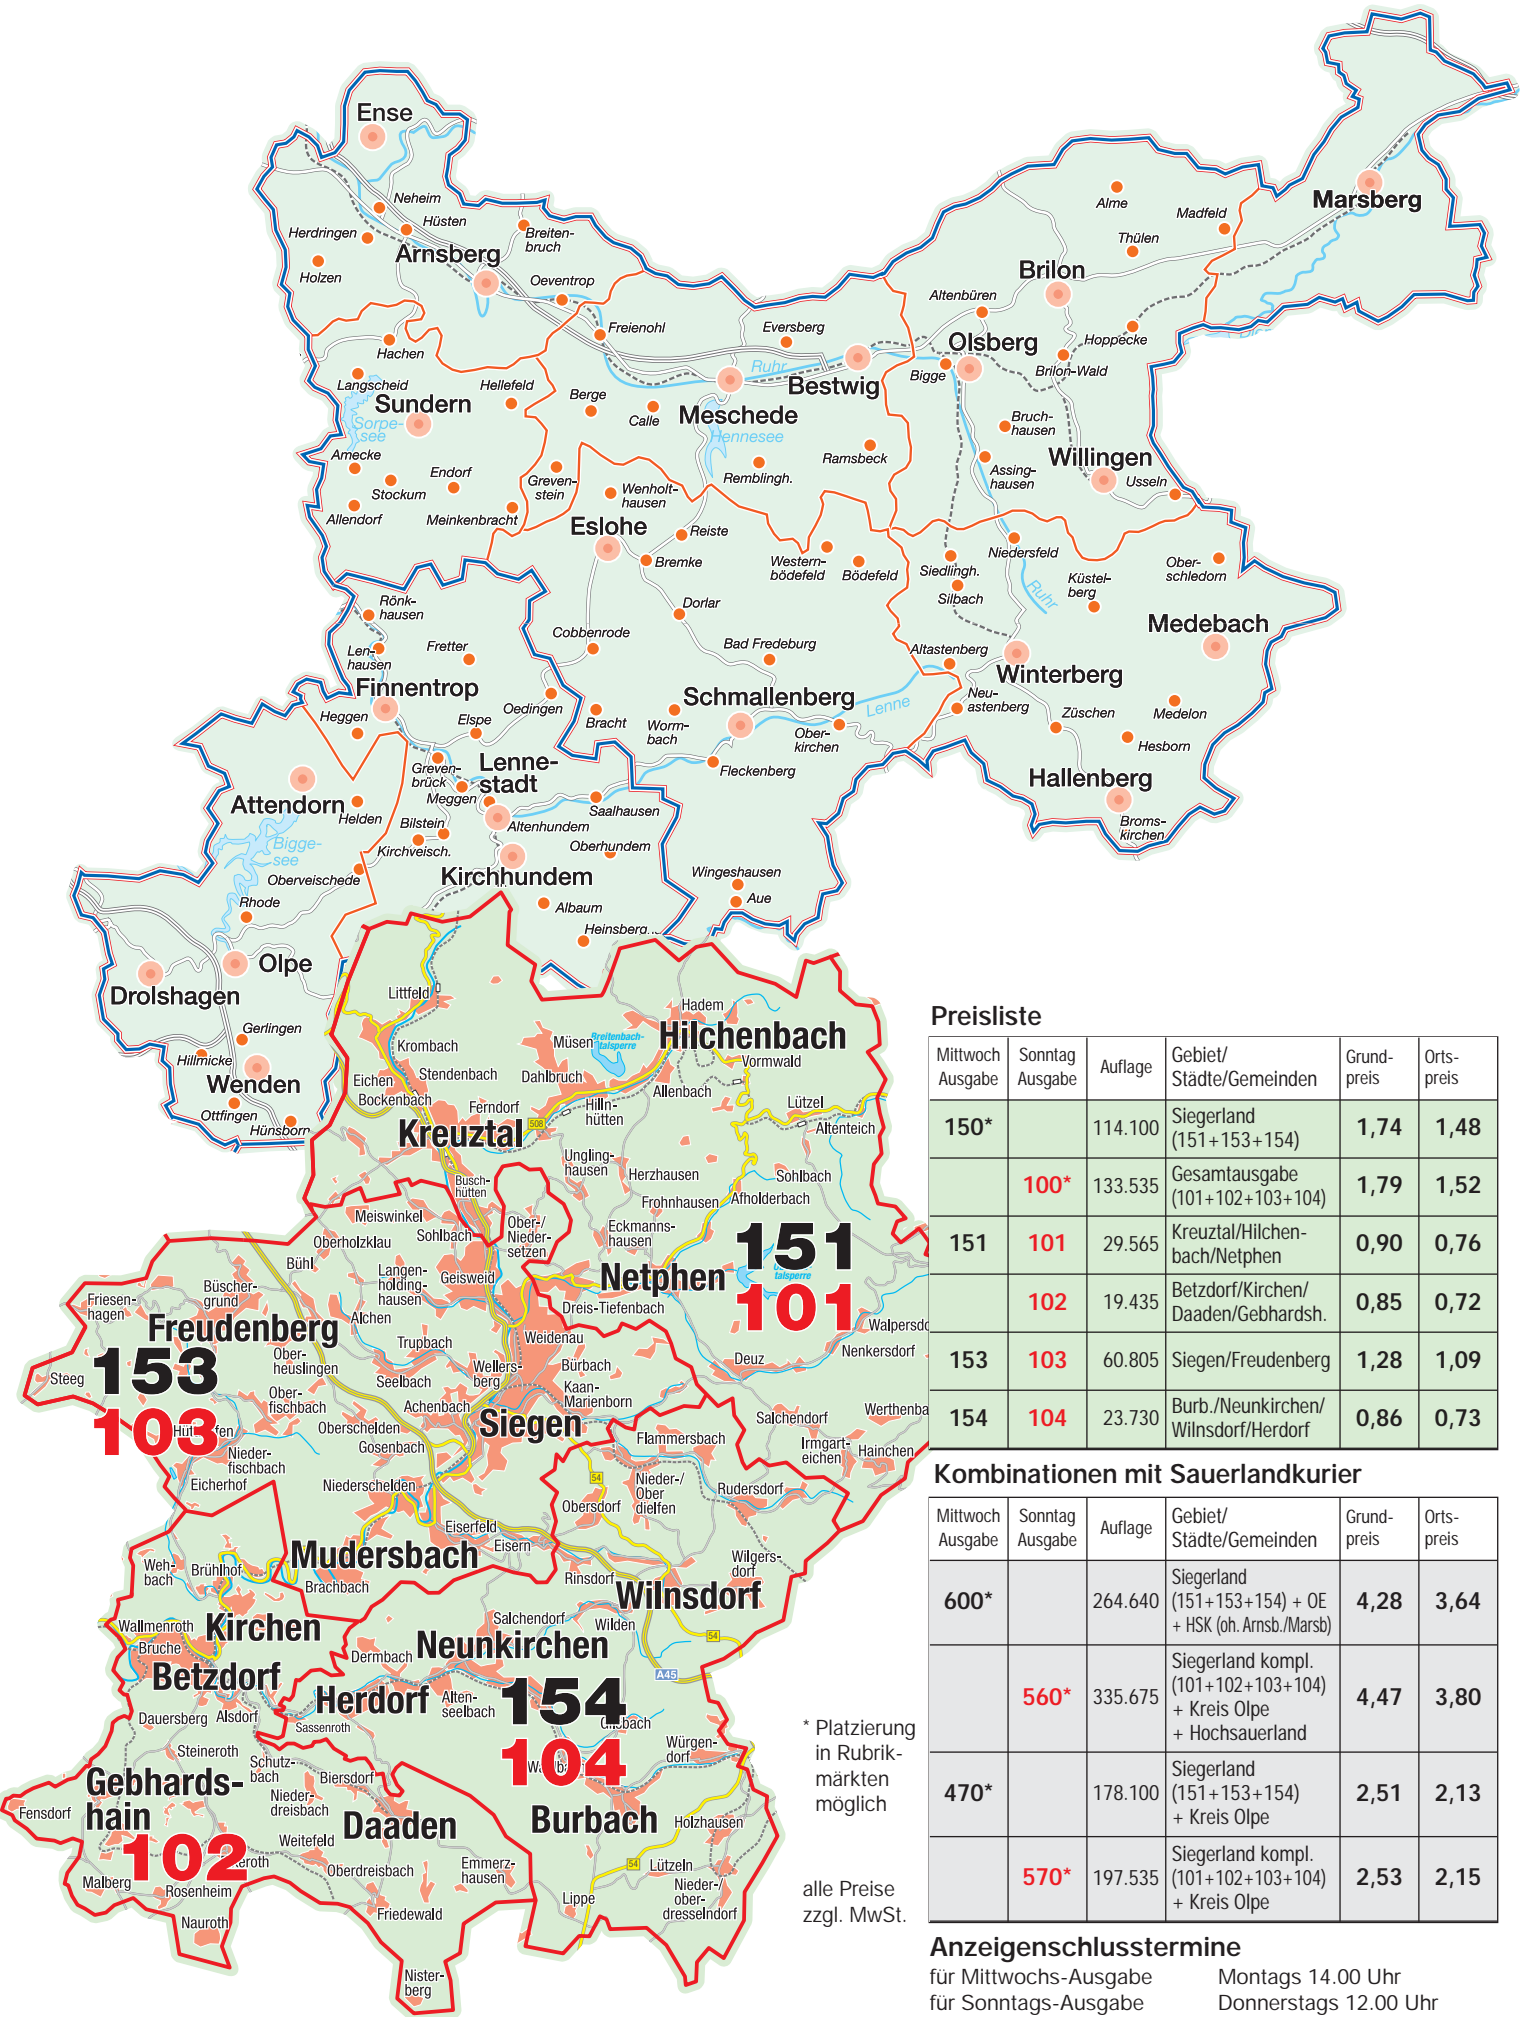 Ense
Neheim
Hüsten
Herdringen
Breiten-
bruch
Arnsberg
Holzen
Oeventrop
Freienohl
Eversberg
Hachen
Langscheid
Hellefeld
Sundern
Sorpe-
see
Berge
Calle
Ruhr
Meschede
Hennesee
Bestwig
Alme
Madfeld
Marsberg
Thülen
Brilon
Altenbüren
Hoppecke
Olsberg
Bigge
Brilon-Wald
Bruch-
hausen
Willingen
Assing-
hausen
Usseln
Amecke
Stockum
Endorf
Allendorf
Meinkenbracht
Greven-
stein
Remblingh.
Ramsbeck
Wenholt-
hausen
Eslohe
Reiste
Bremke
Western-
bödefeld
Bödefeld
Siedlingh.
Niedersfeld
Silbach
Ruhr
Küstel-
berg
Ober-
schledorn
Medebach
Rönk-
hausen
Len-
hausen
Fretter
Finnentrop
Heggen
Elspe
Oedingen
Cobbenrode
Dorlar
Bad Fredeburg
Altastenberg
Winterberg
Schmallenberg
Bracht
Worm-
bach
Lenne
Ober-
kirchen
Neu-
astenberg
Züschen
Medelon
Hesborn
Fleckenberg
Hallenberg
Broms-
kirchen
Attendorn
Helden
Greven-
brück
Lenne-
stadt
Meggen
Bilstein
Altenhundem
Saalhausen
Kirchveisch.
Oberhundem
Bigge-
see
Oberveischede
Kirchhundem
Rhode
Albaum
Heinsberg
Wingeshausen
Aue
Olpe
Drolshagen
Gerlingen
Hillmicke
Wenden
Ottfingen
Hünsborn
Littfeld
Hadem
Krombach
Müsen
Breitenbach-
talsperre
Hilchenbach
Vormwald
Eichen
Stendenbach
Dahlbruch
Bockenbach
Allenbach
Ferndorf
Hilln-
hütten
Lützel
Kreuztal
508
Altenteich
Ungling-
hausen
Herzhausen
Sohlbach
Busch-
hütten
Frohnhausen
Afholderbach
Meiswinkel
Sohlbach
Ober-/
Nieder-
setzen
Eckmanns-
hausen
151
101
Oberholzklau
Bühl
Langen-
holding-
hausen
Geisweid
Netphen
talsperre
Büscher-
grund
Friesen-
hagen
Freudenberg
Alchen
Dreis-Tiefenbach
Weidenau
Walpersdo
Nenkersdorf
Trupbach
Ober-
heuslingen
Wellers-
berg
Bürbach
Deuz
153
103
Steeg
Seelbach
Kaan-
Marienborn
Ober-
fischbach
Achenbach
Siegen
Salchendorf
Werthenba
Oberschelden
Gosenbach
Flammersbach
Irmgart-
eichen
Hainchen
Nieder-
fischbach
Eicherhof
Niederschelden
54
Nieder-/
Ober
dielfen
Rudersdorf
Obersdorf
Eiserfeld
Eisern
Mudersbach
Weh-
bach
Brühlhof
Brachbach
Rinsdorf
Wilgers-
dorf
Wilnsdorf
Wallmenroth
Kirchen
Salchendorf
Wilden
Bruche
Neunkirchen
54
Betzdorf
Dermbach
A45
Herdorf
Alten-
seelbach
154
104
Dauersberg
Alsdorf
Sassenroth
Steineroth
Schutz-
bach
Biersdorf
Würgen-
dorf
Gebhards-
hain
Nieder-
dreisbach
Fensdorf
Daaden
Burbach
Holzhausen
102
Weitefeld
Oberdreisbach
Emmerz-
hausen
54
Lützeln
Malberg
Rosenheim
Lippe
Nieder-/
ober-
dresselndorf
Nauroth
Friedewald
Nister-
berg
Preisliste
Mittwoch Ausgabe Sonntag Ausgabe Auflage Gebiet/ Städte/Gemeinden Grund- preis Orts- preis
150* 114.100 Siegerland (151+153+154) 1,74 1,48
100* 133.535 Gesamtausgabe (101+102+103+104) 1,79 1,52
151 101 29.565 Kreuztal/Hilchen- bach/Netphen 0,90 0,76
102 19.435 Betzdorf/Kirchen/ Daaden/Gebhardsh. 0,85 0,72
153 103 60.805 Siegen/Freudenberg 1,28 1,09
154 104 23.730 Burb./Neunkirchen/ Wilnsdorf/Herdorf 0,86 0,73
Kombinationen mit Sauerlandkurier
Mittwoch Ausgabe Sonntag Ausgabe Auflage Gebiet/ Städte/Gemeinden Grund- preis Orts- preis
600* 264.640 Siegerland (151+153+154) + OE + HSK (oh. Arnsb./Marsb) 4,28 3,64
560* 335.675 Siegerland kompl. (101+102+103+104) + Kreis Olpe + Hochsauerland 4,47 3,80
470* 178.100 Siegerland (151+153+154) + Kreis Olpe 2,51 2,13
570* 197.535 Siegerland kompl. (101+102+103+104) + Kreis Olpe 2,53 2,15
* Platzierung
in Rubrik-
märkten
möglich
alle Preise
zzgl. MwSt.
Anzeigenschlusstermine
für Mittwochs-Ausgabe Montags 14.00 Uhr
für Sonntags-Ausgabe Donnerstags 12.00 Uhr